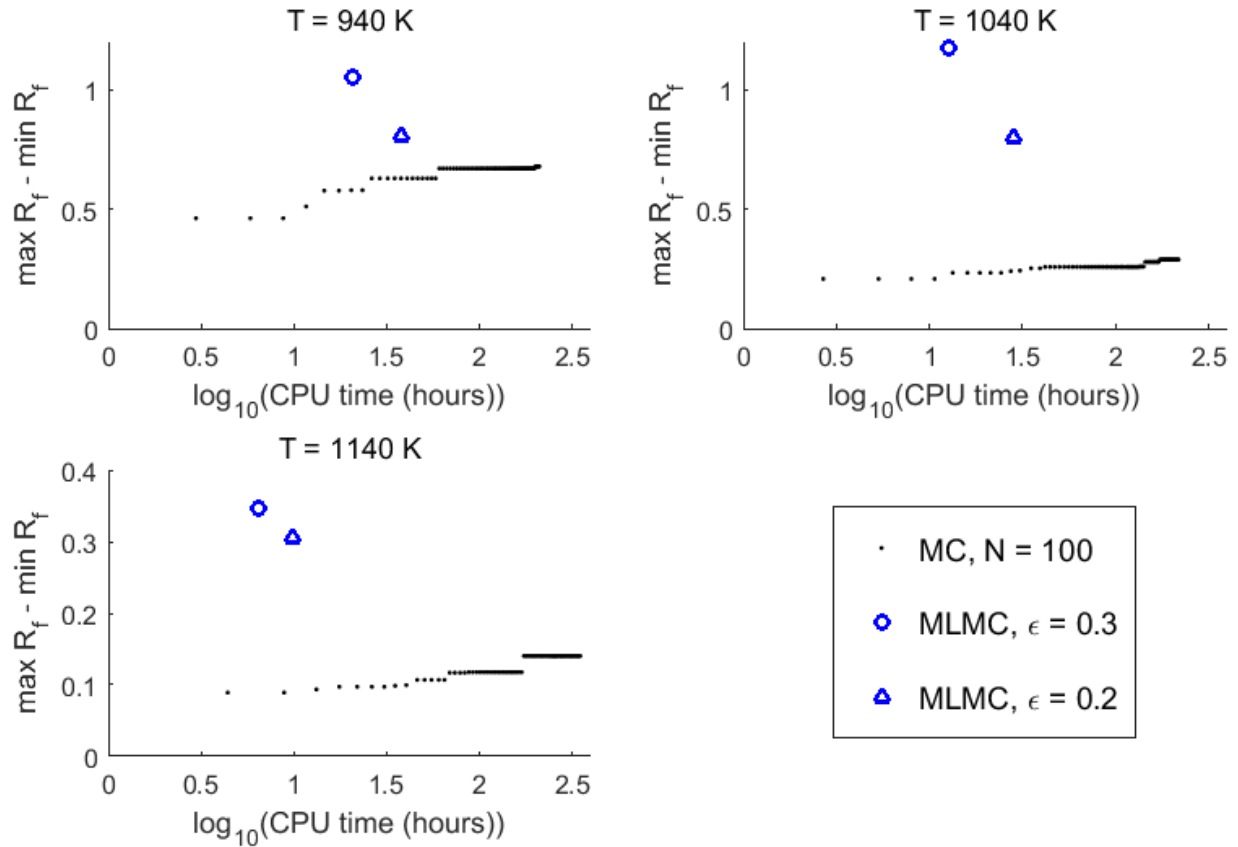 T = 940 K
max R_f - min R_f
1
0.5
0
0 0.5 1 1.5 2 2.5
log_10(CPU time (hours))
T = 1040 K
max R_f - min R_f
1
0.5
0
0 0.5 1 1.5 2 2.5
log_10(CPU time (hours))
T = 1140 K
max R_f - min R_f
0.4
0.3
0.2
0.1
0
0 0.5 1 1.5 2 2.5
log_10(CPU time (hours))
MC, N = 100
MLMC, ϵ = 0.3
MLMC, ϵ = 0.2